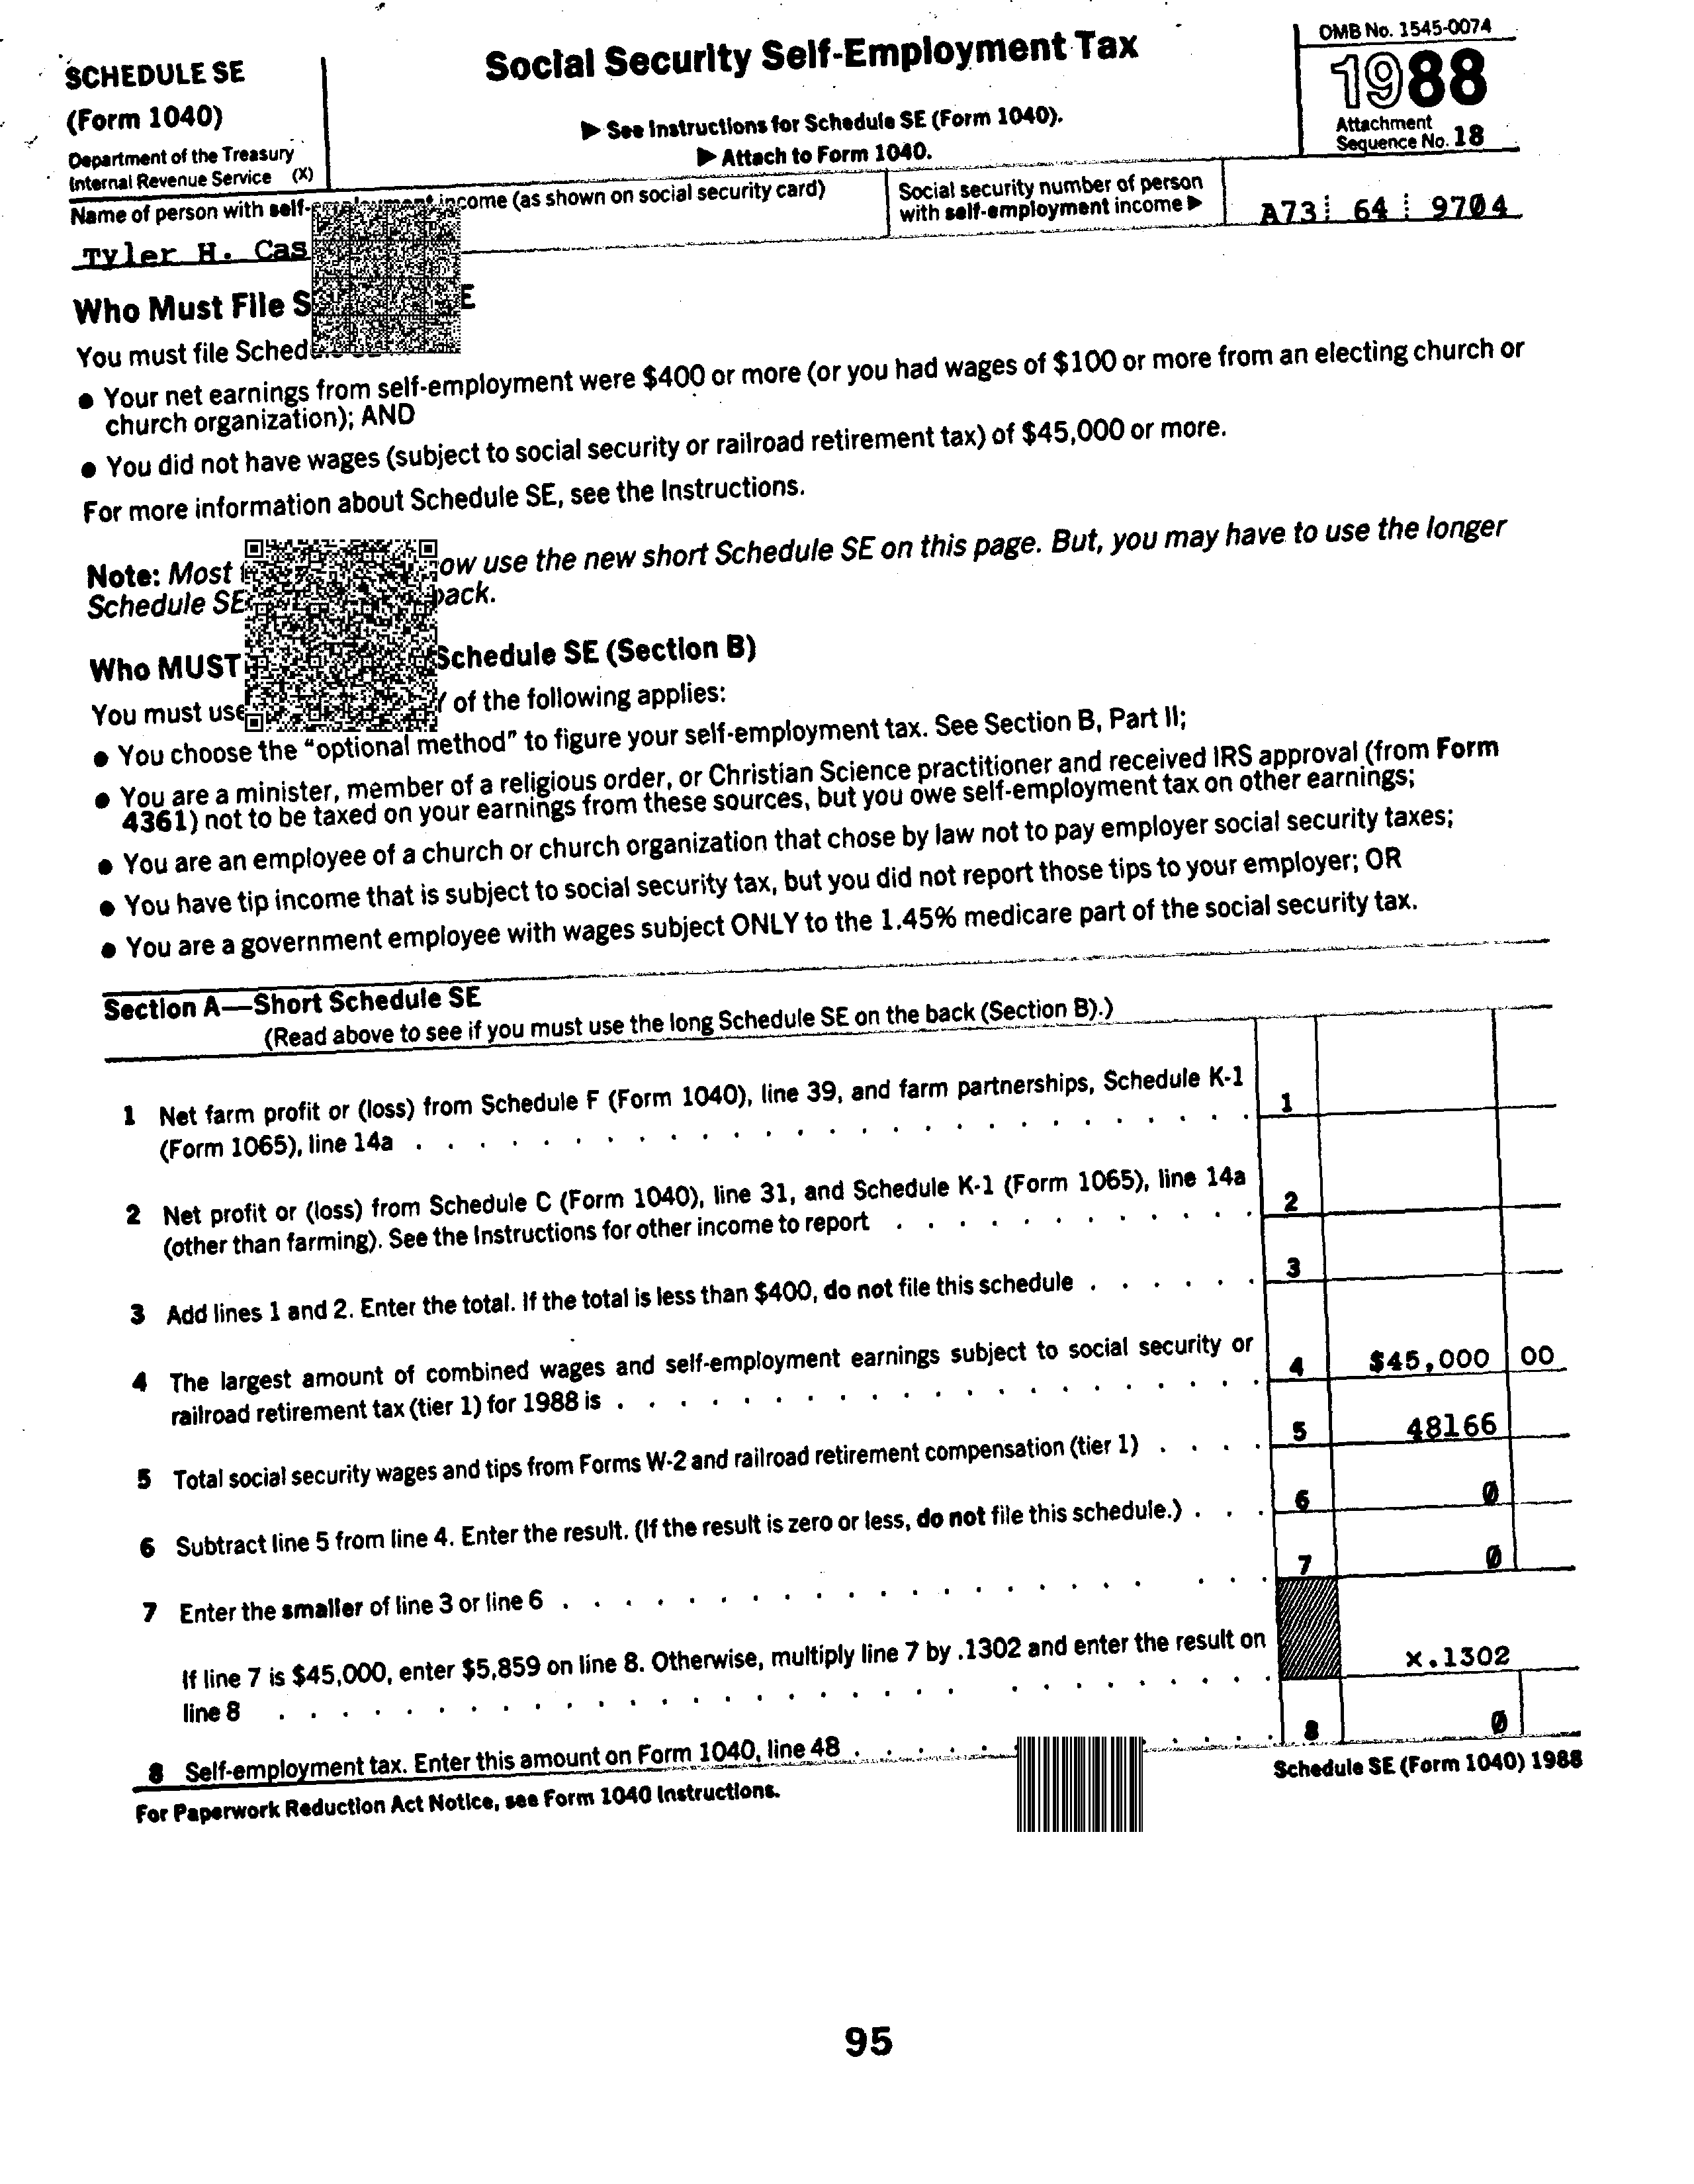 SCHEDULE SE
(Form 1040)
Department of the Treasury
Internal Revenue Service (X)
Social Security Self-Employment Tax
▶ See Instructions for Schedule SE (Form 1040).
▶ Attach to Form 1040.
OMB No. 1545-0074
1988
Attachment
Sequence No. 18
Name of person with self-employment income (as shown on social security card)
Tyler H.
Social security number of person
with self-employment income ▶
A73 64 9704
Who Must File
You must file
● Your net earnings from self-employment were $400 or more (or you had wages of $100 or more from an electing church or
church organization); AND
● You did not have wages (subject to social security or railroad retirement tax) of $45,000 or more.
For more information about Schedule SE, see the Instructions.
Note: Most use the new short Schedule SE on this page. But, you may have to use the longer
Schedule SE back.
Who MUST Schedule SE (Section B)
You must use of the following applies:
● You choose the "optional method" to figure your self-employment tax. See Section B, Part II;
● You are a minister, member of a religious order, or Christian Science practitioner and received IRS approval (from Form
4361) not to be taxed on your earnings from these sources, but you owe self-employment tax on other earnings;
● You are an employee of a church or church organization that chose by law not to pay employer social security taxes;
● You have tip income that is subject to social security tax, but you did not report those tips to your employer; OR
● You are a government employee with wages subject ONLY to the 1.45% medicare part of the social security tax.
Section A—Short Schedule SE
(Read above to see if you must use the long Schedule SE on the back (Section B).)
1 Net farm profit or (loss) from Schedule F (Form 1040), line 39, and farm partnerships, Schedule K-1
(Form 1065), line 14a . . . . . . . . . . . . . . . . . . . . . . . . . . 1
2 Net profit or (loss) from Schedule C (Form 1040), line 31, and Schedule K-1 (Form 1065), line 14a
(other than farming). See the Instructions for other income to report . . . . . . . . . . . . 2
3 Add lines 1 and 2. Enter the total. If the total is less than $400, do not file this schedule . . . . . . 3
4 The largest amount of combined wages and self-employment earnings subject to social security or
railroad retirement tax (tier 1) for 1988 is . . . . . . . . . . . . . . . . . . . . 4 $45,000 00
5 Total social security wages and tips from Forms W-2 and railroad retirement compensation (tier 1) . . . . 5 48166
6 Subtract line 5 from line 4. Enter the result. (If the result is zero or less, do not file this schedule.) . . . 6 0
7 Enter the smaller of line 3 or line 6 . . . . . . . . . . . . . . . . . . . . . . 7 0
If line 7 is $45,000, enter $5,859 on line 8. Otherwise, multiply line 7 by .1302 and enter the result on
line 8 . . . . . . . . . . . . . . . . . . . . . . . . . . . . . . x.1302
8 Self-employment tax. Enter this amount on Form 1040, line 48 . . . . . . . . . . 8 0
For Paperwork Reduction Act Notice, see Form 1040 Instructions.
Schedule SE (Form 1040) 1988
95